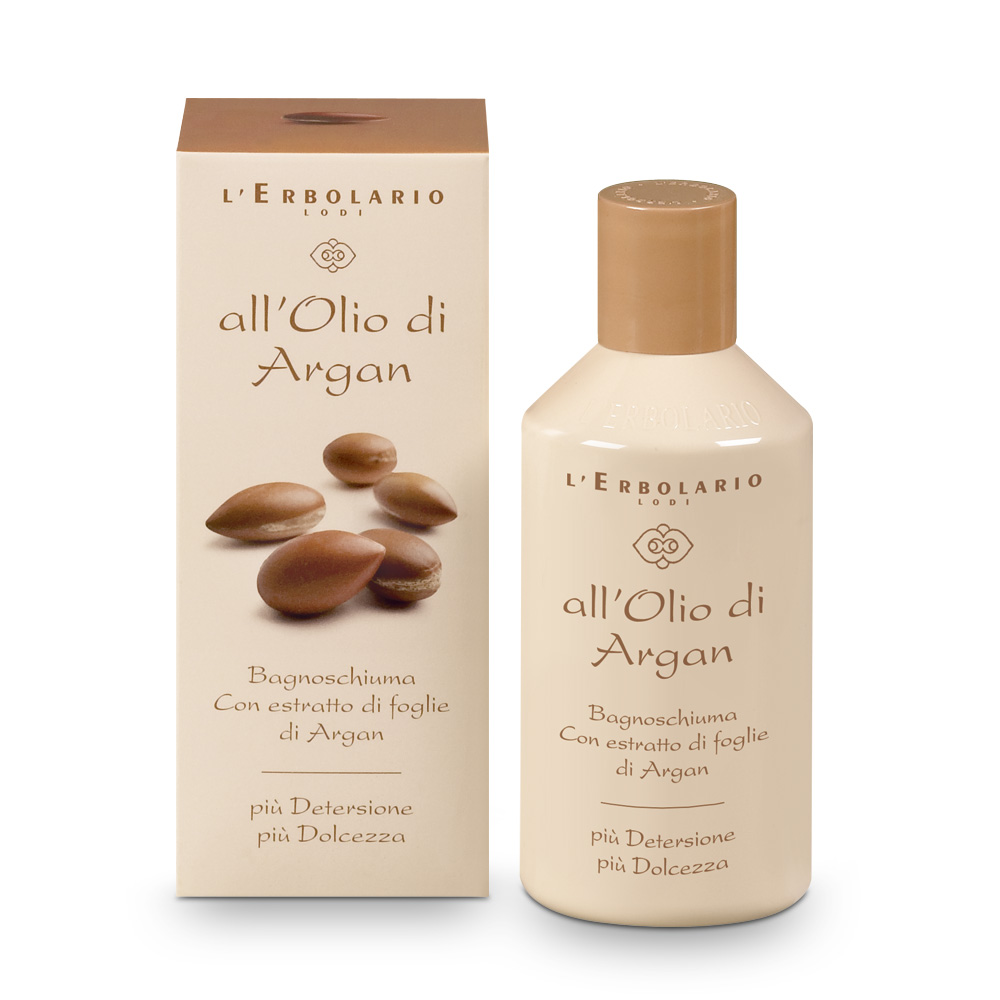 L'ERBOLARIO
LODI
all'Olio di
Argan
Bagnoschiuma
Con estratto di foglie
di Argan
più Detersione
più Dolcezza
L'ERBOLARIO
L'ERBOLARIO
LODI
all'Olio di
Argan
Bagnoschiuma
Con estratto di foglie
di Argan
più Detersione
più Dolcezza